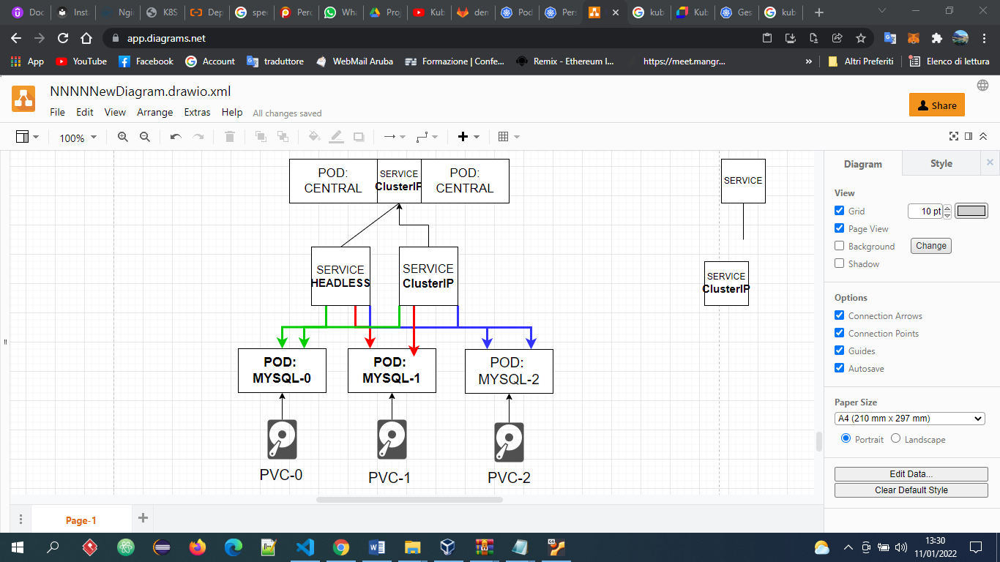 Doc
Inst
Ngi
K8S
Dep
spe
Perc
Wha
Pro
Kub
den
Pod
Pers
kub
Kub
Ges
kub
app.diagrams.net
App
YouTube
Facebook
Account
traduttore
WebMail Aruba
Formazione | Confe...
Remix - Ethereum I...
https://meet.mangr...
»
Altri Preferiti
Elenco di lettura
NNNNNewDiagram.drawio.xml
File Edit View Arrange Extras Help All changes saved
Share
100%
POD:
CENTRAL
SERVICE
ClusterIP
POD:
CENTRAL
SERVICE
SERVICE
HEADLESS
SERVICE
ClusterIP
SERVICE
ClusterIP
POD:
MYSQL-0
POD:
MYSQL-1
POD:
MYSQL-2
PVC-0
PVC-1
PVC-2
Diagram
Style
View
Grid
10 pt
Page View
Background
Change
Shadow
Options
Connection Arrows
Connection Points
Guides
Autosave
Paper Size
A4 (210 mm x 297 mm)
Portrait
Landscape
Edit Data...
Clear Default Style
Page-1
13:30
11/01/2022